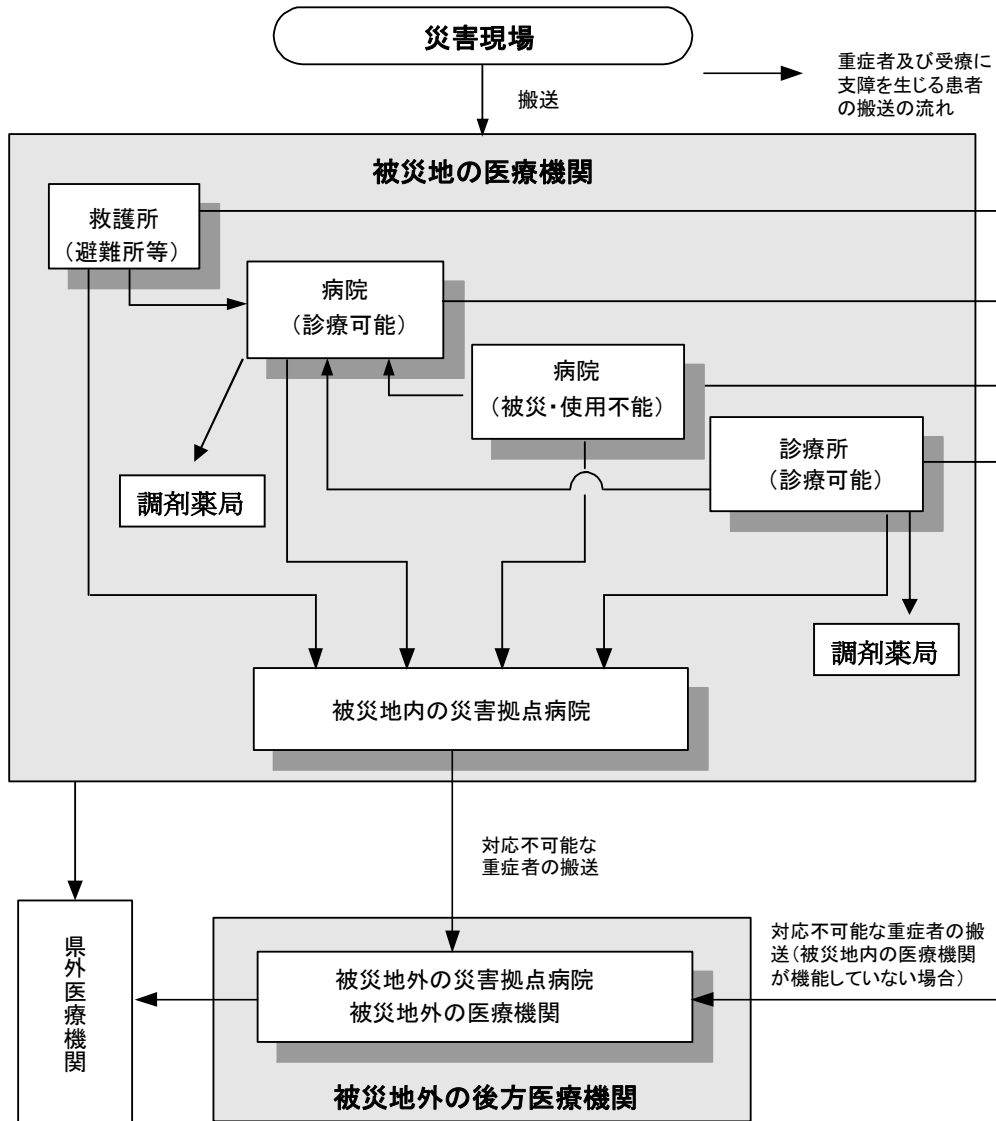 災害現場
搬送
重症者及び受療に
支障を生じる患者
の搬送の流れ
被災地の医療機関
救護所
（避難所等）
病院
（診療可能）
病院
（被災・使用不能）
診療所
（診療可能）
調剤薬局
調剤薬局
被災地内の災害拠点病院
対応不可能な
重症者の搬送
県外医療機関
被災地外の災害拠点病院
被災地外の医療機関
対応不可能な重症者の搬
送（被災地内の医療機関
が機能していない場合）
被災地外の後方医療機関